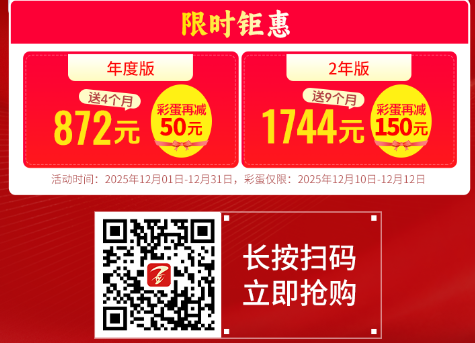 限时钜惠
年度版
送4个月
872元
彩蛋再减
50元
2年版
送9个月
1744元
彩蛋再减
150元
活动时间：2025年12月01日-12月31日，彩蛋仅限：2025年12月10日-12月12日
长按扫码
立即抢购